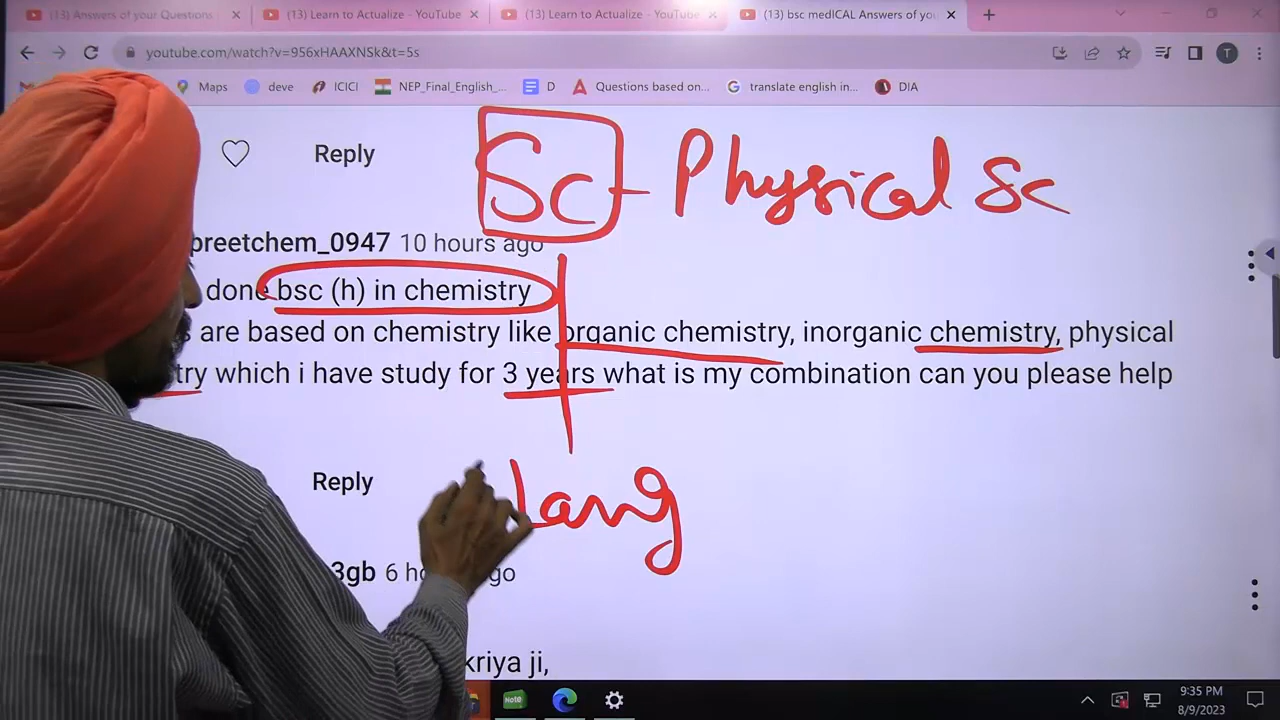 Answers of your Questions
(13) Learn to Actualize - YouTube
(13) Learn to Actualize - YouTube
(13) bsc medICAL Answers of you
youtube.com/watch?v=956xHAAXNSk&t=5s
T
Maps
deve
ICICI
NEP_Final_English_...
D
Questions based on...
translate english in...
DIA
Reply
Sc - Physical Sc
preetchem_0947 10 hours ago
done bsc (h) in chemistry
are based on chemistry like organic chemistry, inorganic chemistry, physical
try which i have study for 3 years what is my combination can you please help
Reply
Lang
3gb 6 ho go
kriya ji,
Note
9:35 PM
8/9/2023